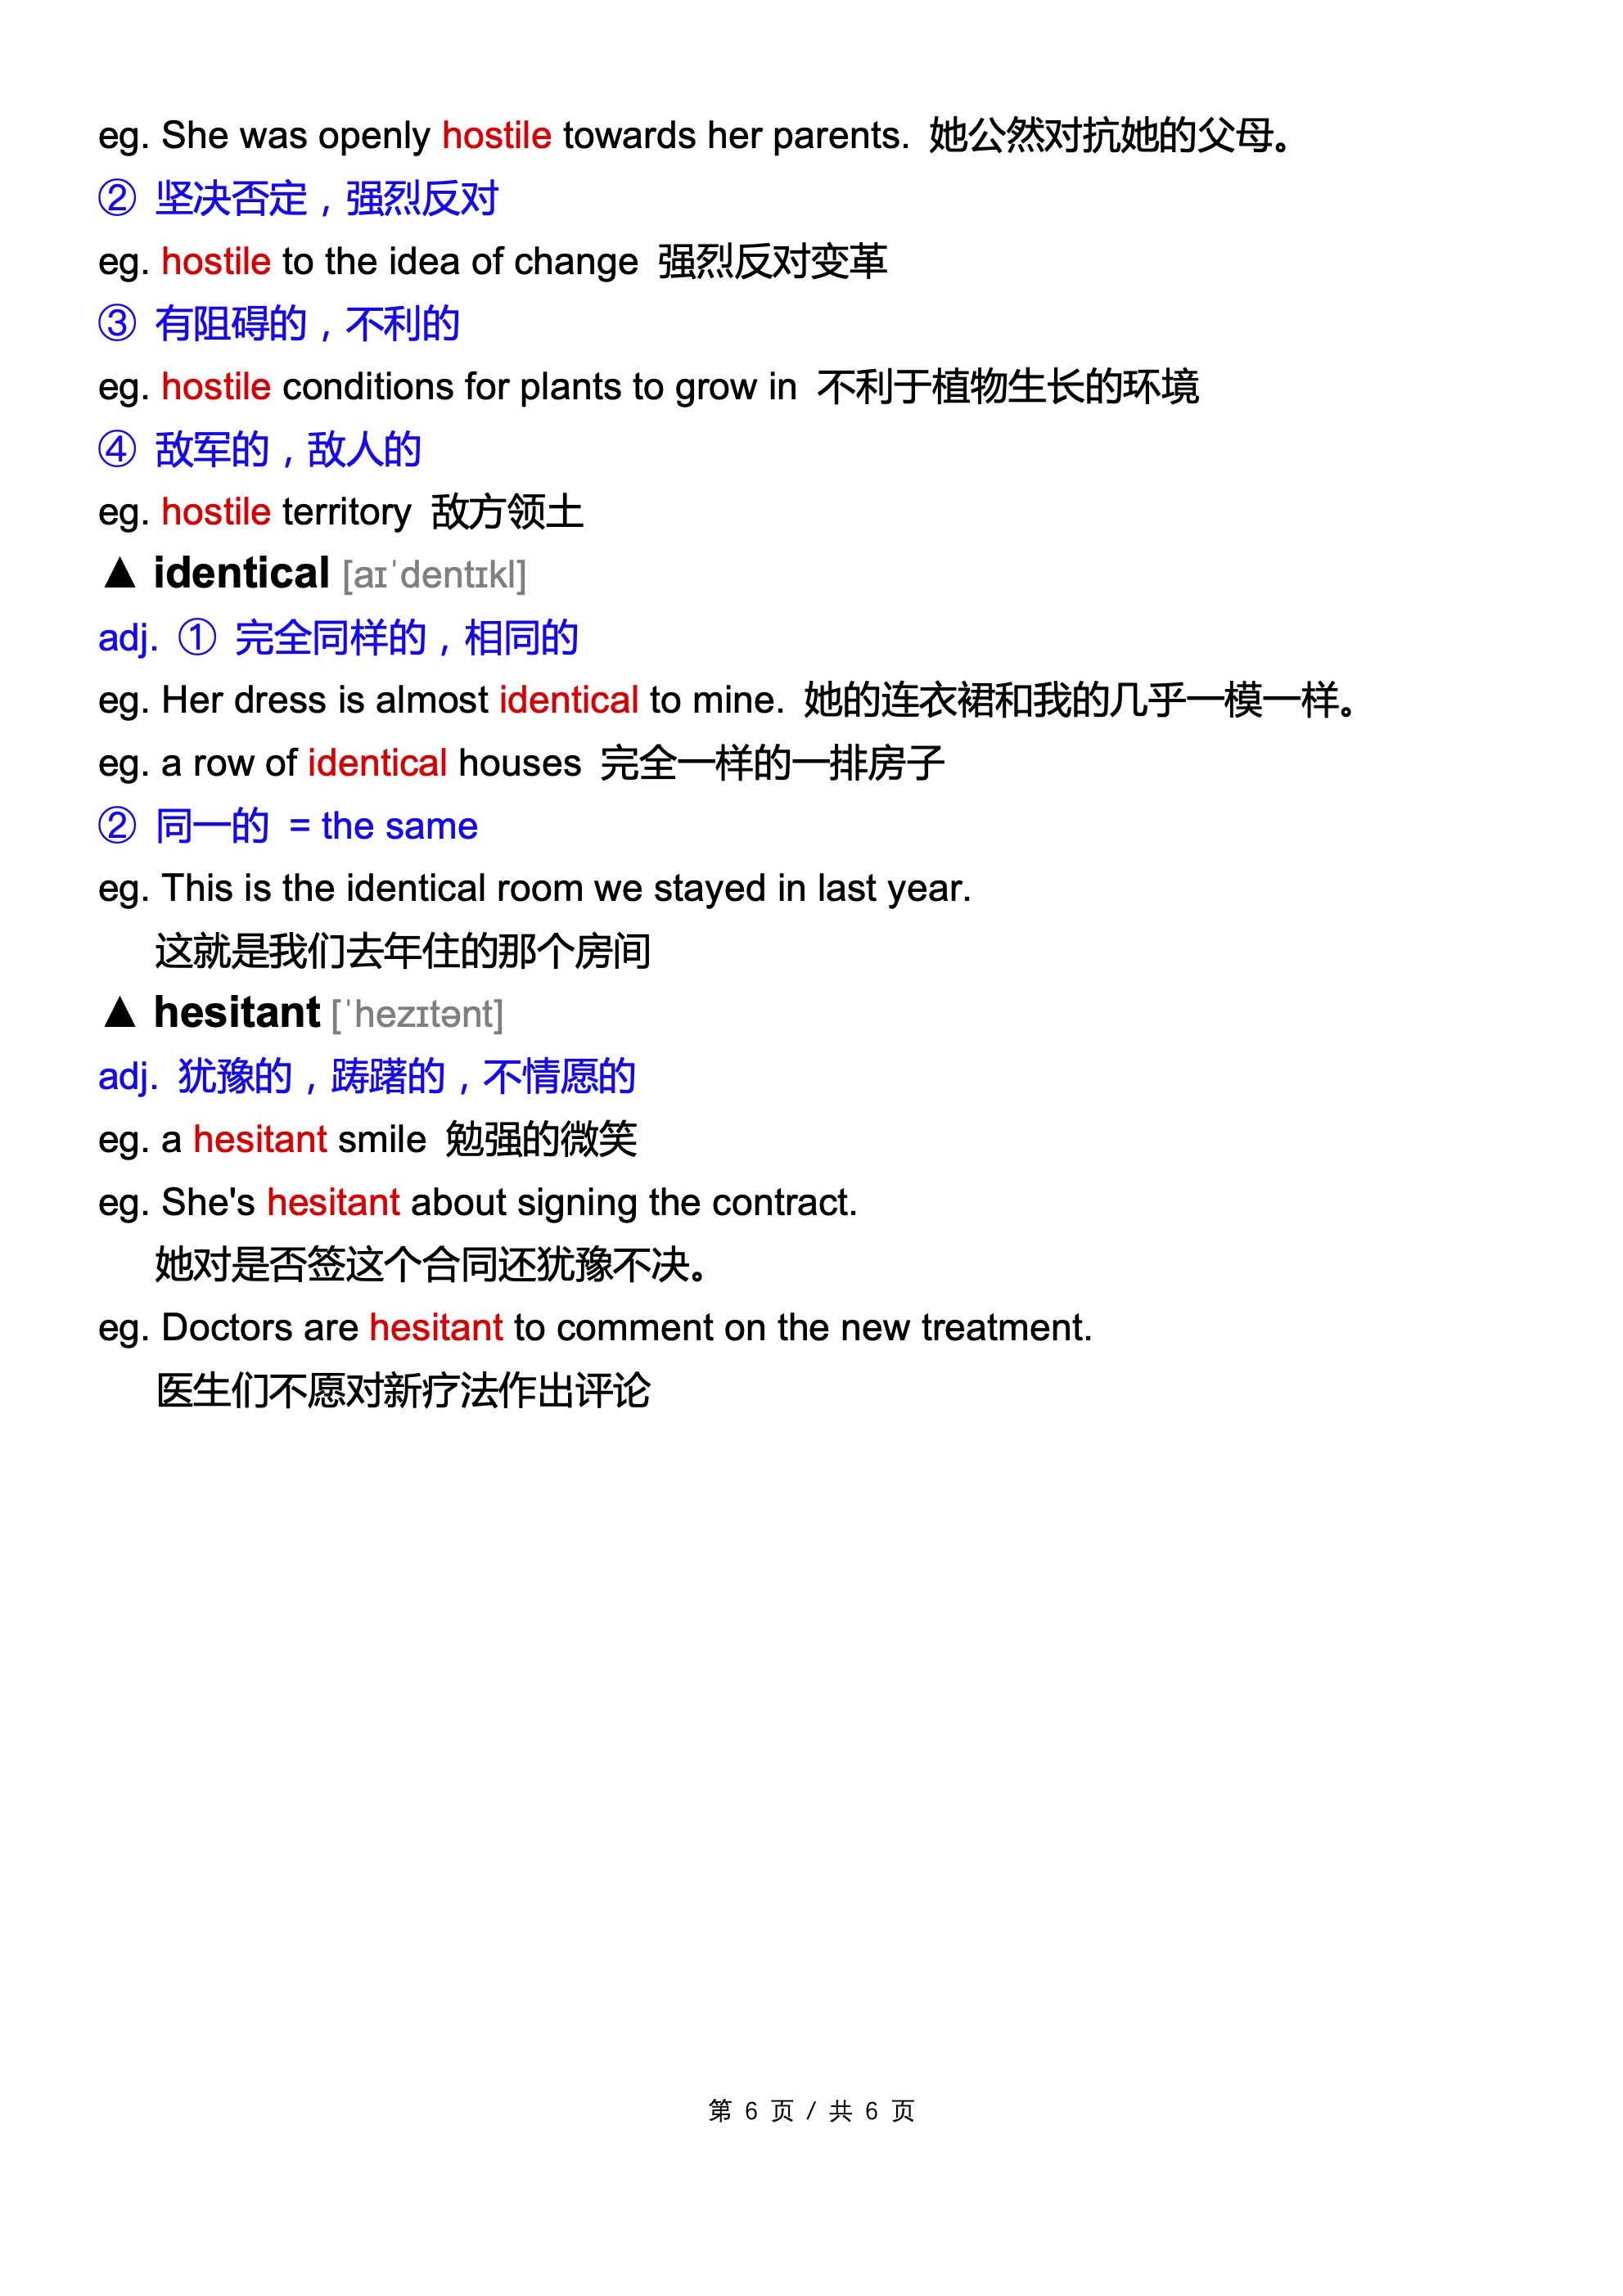 eg. She was openly hostile towards her parents. 她公然对抗她的父母。
② 坚决否定，强烈反对
eg. hostile to the idea of change 强烈反对变革
③ 有阻碍的，不利的
eg. hostile conditions for plants to grow in 不利于植物生长的环境
④ 敌军的，敌人的
eg. hostile territory 敌方领土
▲ identical [aɪˈdentɪkl]
adj. ① 完全同样的，相同的
eg. Her dress is almost identical to mine. 她的连衣裙和我的几乎一模一样。
eg. a row of identical houses 完全一样的一排房子
② 同一的 = the same
eg. This is the identical room we stayed in last year.
这就是我们去年住的那个房间
▲ hesitant [ˈhezɪtənt]
adj. 犹豫的，踌躇的，不情愿的
eg. a hesitant smile 勉强的微笑
eg. She's hesitant about signing the contract.
她对是否签这个合同还犹豫不决。
eg. Doctors are hesitant to comment on the new treatment.
医生们不愿对新疗法作出评论
第 6 页 / 共 6 页